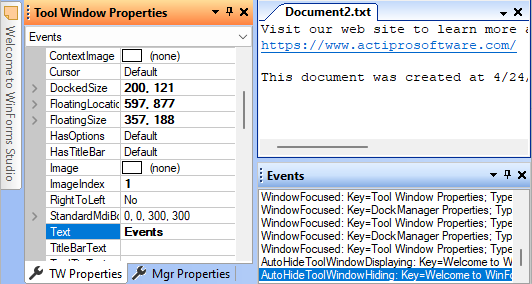 Welcome to WinForms Studio
Tool Window Properties
Events
ContextImage (none)
Cursor Default
DockedSize 200, 121
FloatingLocatio 597, 877
FloatingSize 357, 188
HasOptions Default
HasTitleBar Default
Image (none)
ImageIndex 1
RightToLeft No
StandardMdiBo 0, 0, 300, 300
Text Events
TitleBarText
TW Properties Mgr Properties
Document2.txt
Visit our web site to learn more a
https://www.actiprosoftware.com/
This document was created at 4/24,
Events
WindowFocused: Key=Tool Window Properties; Type
WindowFocused: Key=DockManager Properties; Type
WindowFocused: Key=Tool Window Properties; Type
WindowFocused: Key=DockManager Properties; Type
WindowFocused: Key=Tool Window Properties; Type
AutoHideToolWindowDisplaying: Key=Welcome to W
AutoHideToolWindowHiding: Key=Welcome to WinFo